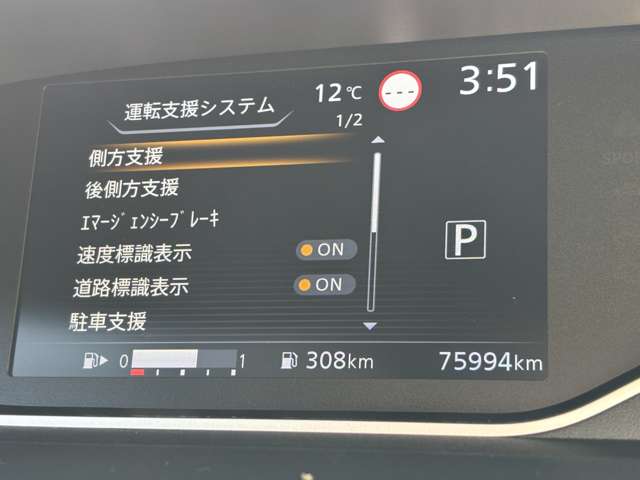 運転支援システム 12℃ --- 3:51
1/2
側方支援
後側方支援
ｴﾏｰｼﾞｪﾝｼｰﾌﾞﾚｰｷ
速度標識表示 ON
道路標識表示 ON
P
駐車支援
0 1 308km 75994km